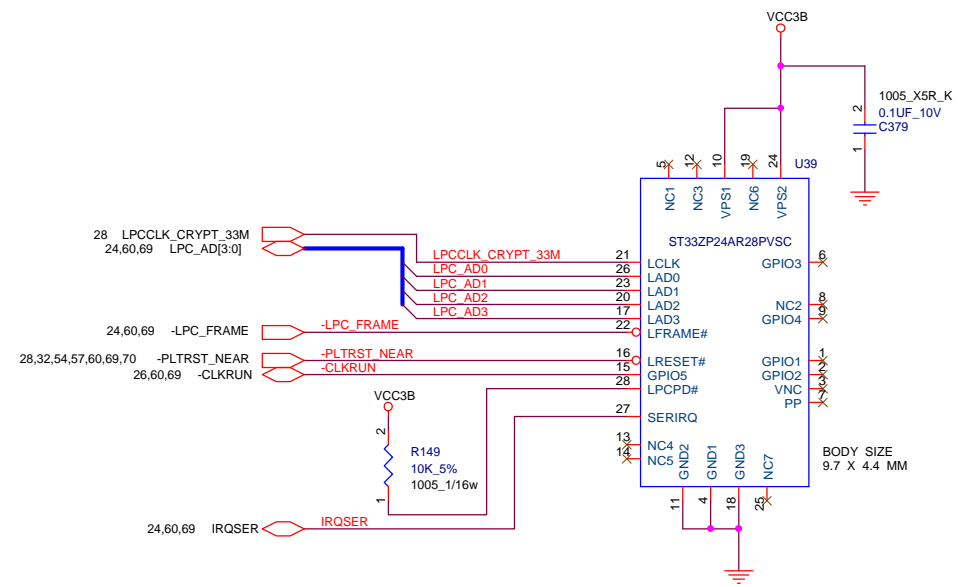 VCC3B
1005_X5R_K
0.1UF_10V
C379
2
1
U39
5
12
10
19
24
NC1
NC3
VPS1
NC6
VPS2
ST33ZP24AR28PVSC
28 LPCCLK_CRYPT_33M
24,60,69 LPC_AD[3:0]
LPCCLK_CRYPT_33M
LPC_AD0
LPC_AD1
LPC_AD2
LPC_AD3
21 LCLK
26 LAD0
23 LAD1
20 LAD2
17 LAD3
22 LFRAME#
24,60,69 -LPC_FRAME
-LPC_FRAME
28,32,54,57,60,69,70 -PLTRST_NEAR
-PLTRST_NEAR
16 LRESET#
26,60,69 -CLKRUN
-CLKRUN
15 GPIO5
28 LPCPD#
27 SERIRQ
13 NC4
14 NC5
GPIO3 6
NC2 8
GPIO4 9
GPIO1 1
GPIO2 2
VNC 3
PP 7
VCC3B
2
R149
10K_5%
1005_1/16w
1
24,60,69 IRQSER
IRQSER
GND2
GND1
GND3
NC7
11
4
18
25
BODY SIZE
9.7 X 4.4 MM